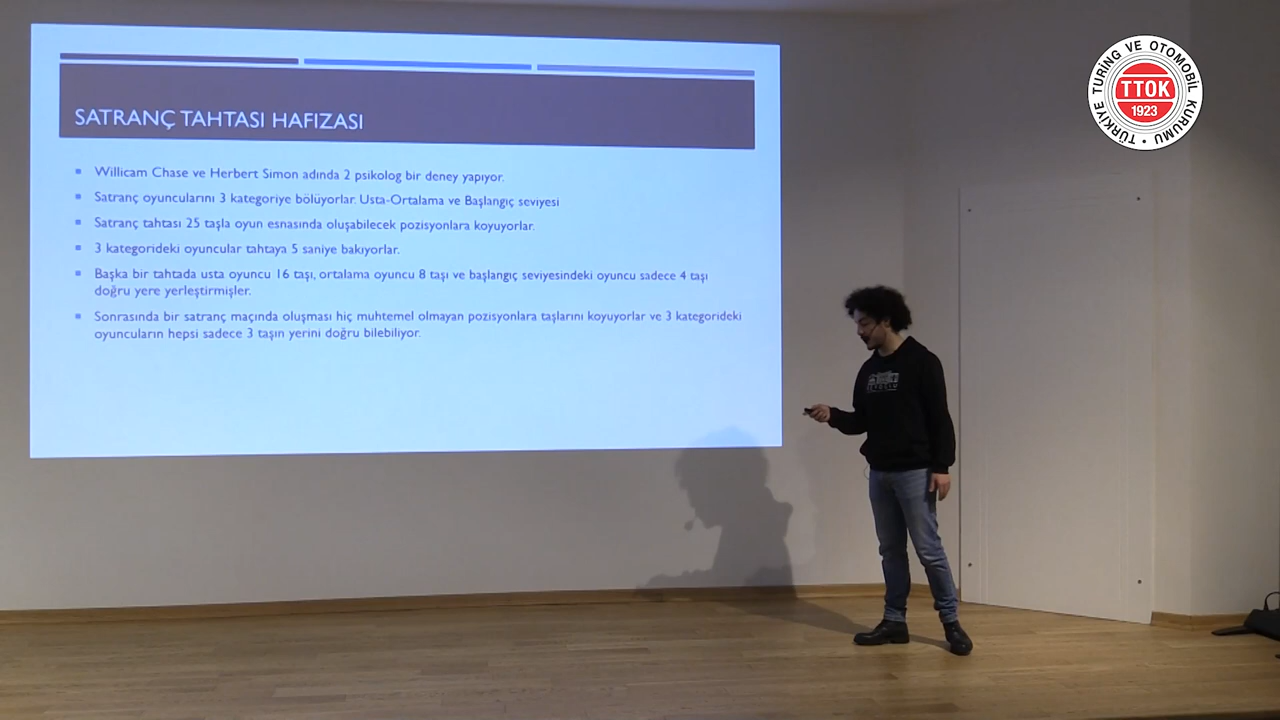 SATRANÇ TAHTASI HAFIZASI
Willicam Chase ve Herbert Simon adında 2 psikolog bir deney yapıyor.
Satranç oyuncularını 3 kategoriye bölüyorlar. Usta-Ortalama ve Başlangıç seviyesi
Satranç tahtası 25 taşla oyun esnasında oluşabilecek pozisyonlara koyuyorlar.
3 kategorideki oyuncular tahtaya 5 saniye bakıyorlar.
Başka bir tahtada usta oyuncu 16 taşı, ortalama oyuncu 8 taşı ve başlangıç seviyesindeki oyuncu sadece 4 taşı
doğru yere yerleştirmişler.
Sonrasında bir satranç maçında oluşması hiç muhtemel olmayan pozisyonlara taşlarını koyuyorlar ve 3 kategorideki
oyuncuların hepsi sadece 3 taşın yerini doğru bilebiliyor.
TÜRKİYE TURING VE OTOMOBİL KURUMU
TTOK
1923